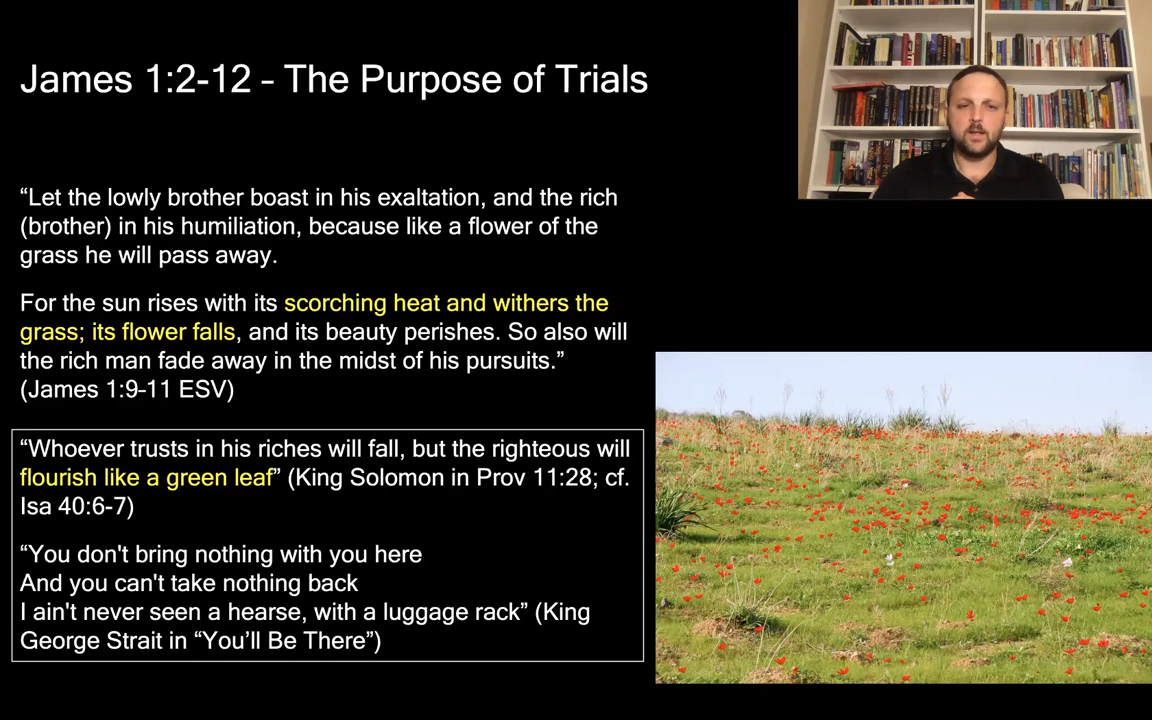 James 1:2-12 – The Purpose of Trials
“Let the lowly brother boast in his exaltation, and the rich
(brother) in his humiliation, because like a flower of the
grass he will pass away.
For the sun rises with its scorching heat and withers the
grass; its flower falls, and its beauty perishes. So also will
the rich man fade away in the midst of his pursuits.”
(James 1:9-11 ESV)
“Whoever trusts in his riches will fall, but the righteous will
flourish like a green leaf” (King Solomon in Prov 11:28; cf.
Isa 40:6-7)
“You don't bring nothing with you here
And you can't take nothing back
I ain't never seen a hearse, with a luggage rack” (King
George Strait in “You’ll Be There”)